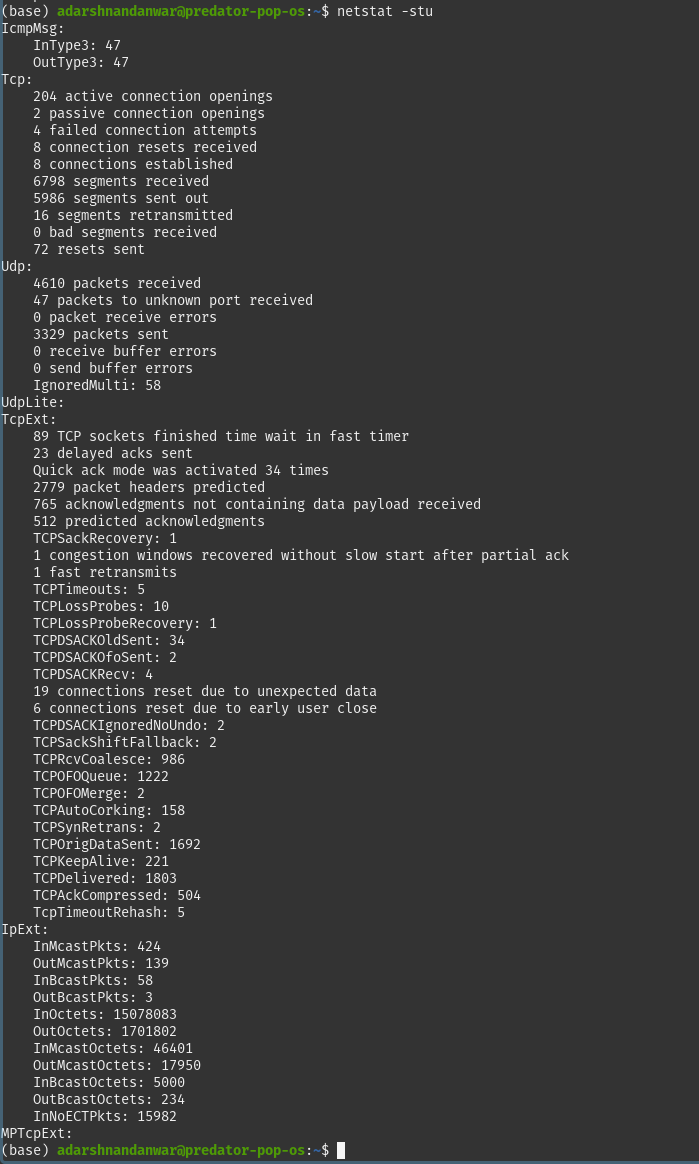 (base) adarshnandanwar@predator-pop-os:~$ netstat -stu
IcmpMsg:
    InType3: 47
    OutType3: 47
Tcp:
    204 active connection openings
    2 passive connection openings
    4 failed connection attempts
    8 connection resets received
    8 connections established
    6798 segments received
    5986 segments sent out
    16 segments retransmitted
    0 bad segments received
    72 resets sent
Udp:
    4610 packets received
    47 packets to unknown port received
    0 packet receive errors
    3329 packets sent
    0 receive buffer errors
    0 send buffer errors
    IgnoredMulti: 58
UdpLite:
TcpExt:
    89 TCP sockets finished time wait in fast timer
    23 delayed acks sent
    Quick ack mode was activated 34 times
    2779 packet headers predicted
    765 acknowledgments not containing data payload received
    512 predicted acknowledgments
    TCPSackRecovery: 1
    1 congestion windows recovered without slow start after partial ack
    1 fast retransmits
    TCPTimeouts: 5
    TCPLossProbes: 10
    TCPLossProbeRecovery: 1
    TCPDSACKOldSent: 34
    TCPDSACKOfoSent: 2
    TCPDSACKRecv: 4
    19 connections reset due to unexpected data
    6 connections reset due to early user close
    TCPDSACKIgnoredNoUndo: 2
    TCPSackShiftFallback: 2
    TCPRcvCoalesce: 986
    TCPOFOQueue: 1222
    TCPOFOMerge: 2
    TCPAutoCorking: 158
    TCPSynRetrans: 2
    TCPOrigDataSent: 1692
    TCPKeepAlive: 221
    TCPDelivered: 1803
    TCPAckCompressed: 504
    TcpTimeoutRehash: 5
IpExt:
    InMcastPkts: 424
    OutMcastPkts: 139
    InBcastPkts: 58
    OutBcastPkts: 3
    InOctets: 15078083
    OutOctets: 1701802
    InMcastOctets: 46401
    OutMcastOctets: 17950
    InBcastOctets: 5000
    OutBcastOctets: 234
    InNoECTPkts: 15982
MPTcpExt:
(base) adarshnandanwar@predator-pop-os:~$